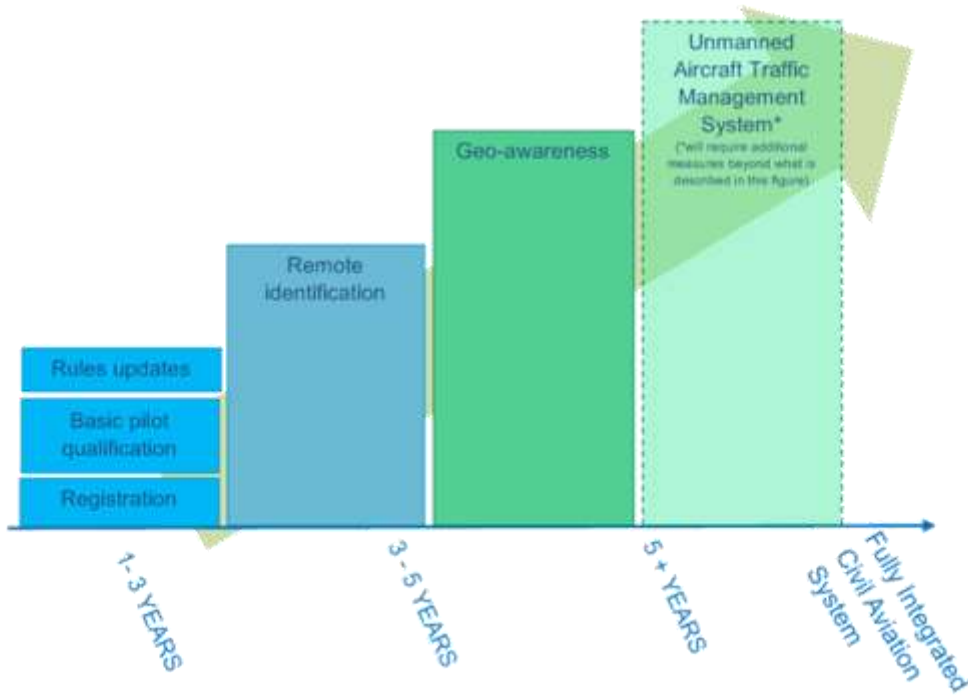 Unmanned
Aircraft Traffic
Management
System*
(*will require additional
measures beyond what is
described in this figure)
Geo-awareness
Remote
identification
Rules updates
Basic pilot
qualification
Registration
1- 3 YEARS
3 - 5 YEARS
5 + YEARS
Fully Integrated
Civil Aviation
System